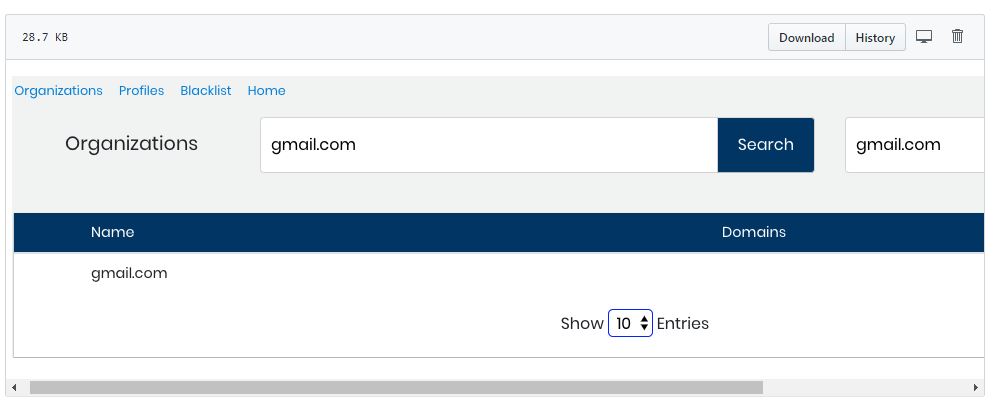 28.7 KB Download History
Organizations Profiles Blacklist Home
Organizations gmail.com Search gmail.com
Name Domains
gmail.com
Show 10 Entries